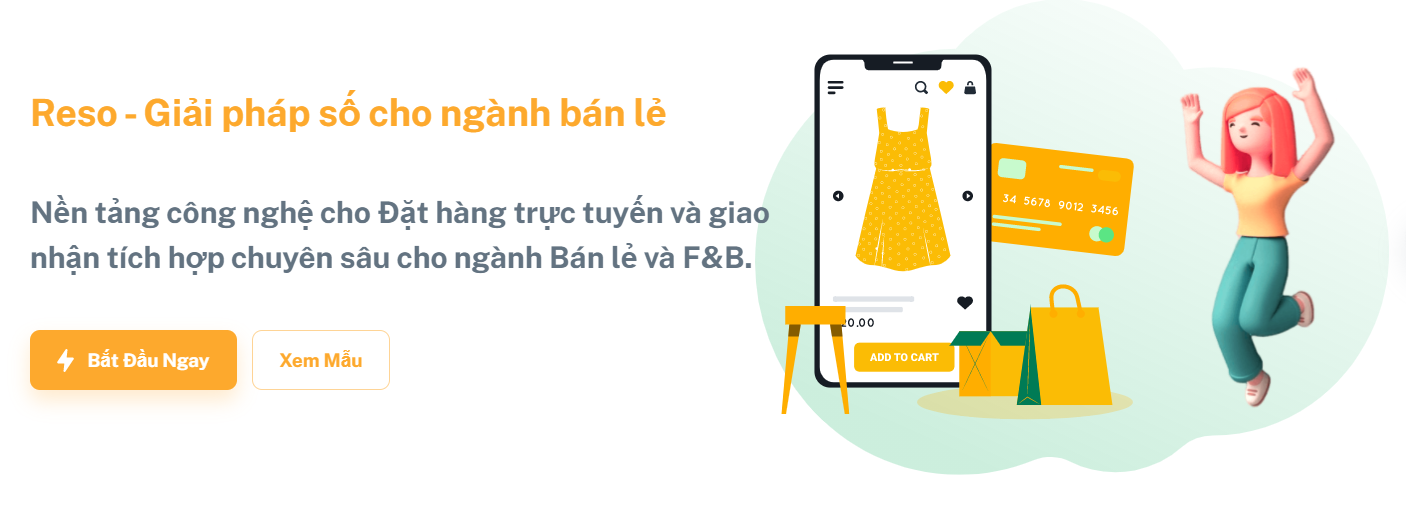 Reso - Giải pháp số cho ngành bán lẻ
Nền tảng công nghệ cho Đặt hàng trực tuyến và giao
nhận tích hợp chuyên sâu cho ngành Bán lẻ và F&B.
Bắt Đầu Ngay
Xem Mẫu
34 5678 9012 3456
20.00
ADD TO CART